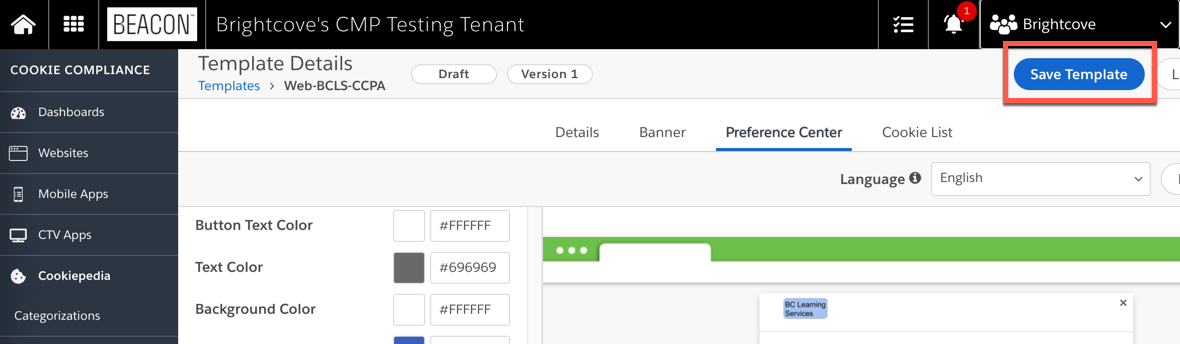 BEACON Brightcove's CMP Testing Tenant 1 Brightcove
COOKIE COMPLIANCE
Dashboards
Websites
Mobile Apps
CTV Apps
Cookiepedia
Categorizations
Template Details
Draft Version 1
Save Template
Templates > Web-BCLS-CCPA
Details Banner Preference Center Cookie List
Language English
Button Text Color #FFFFFF
Text Color #696969
Background Color #FFFFFF
BC Learning
Services